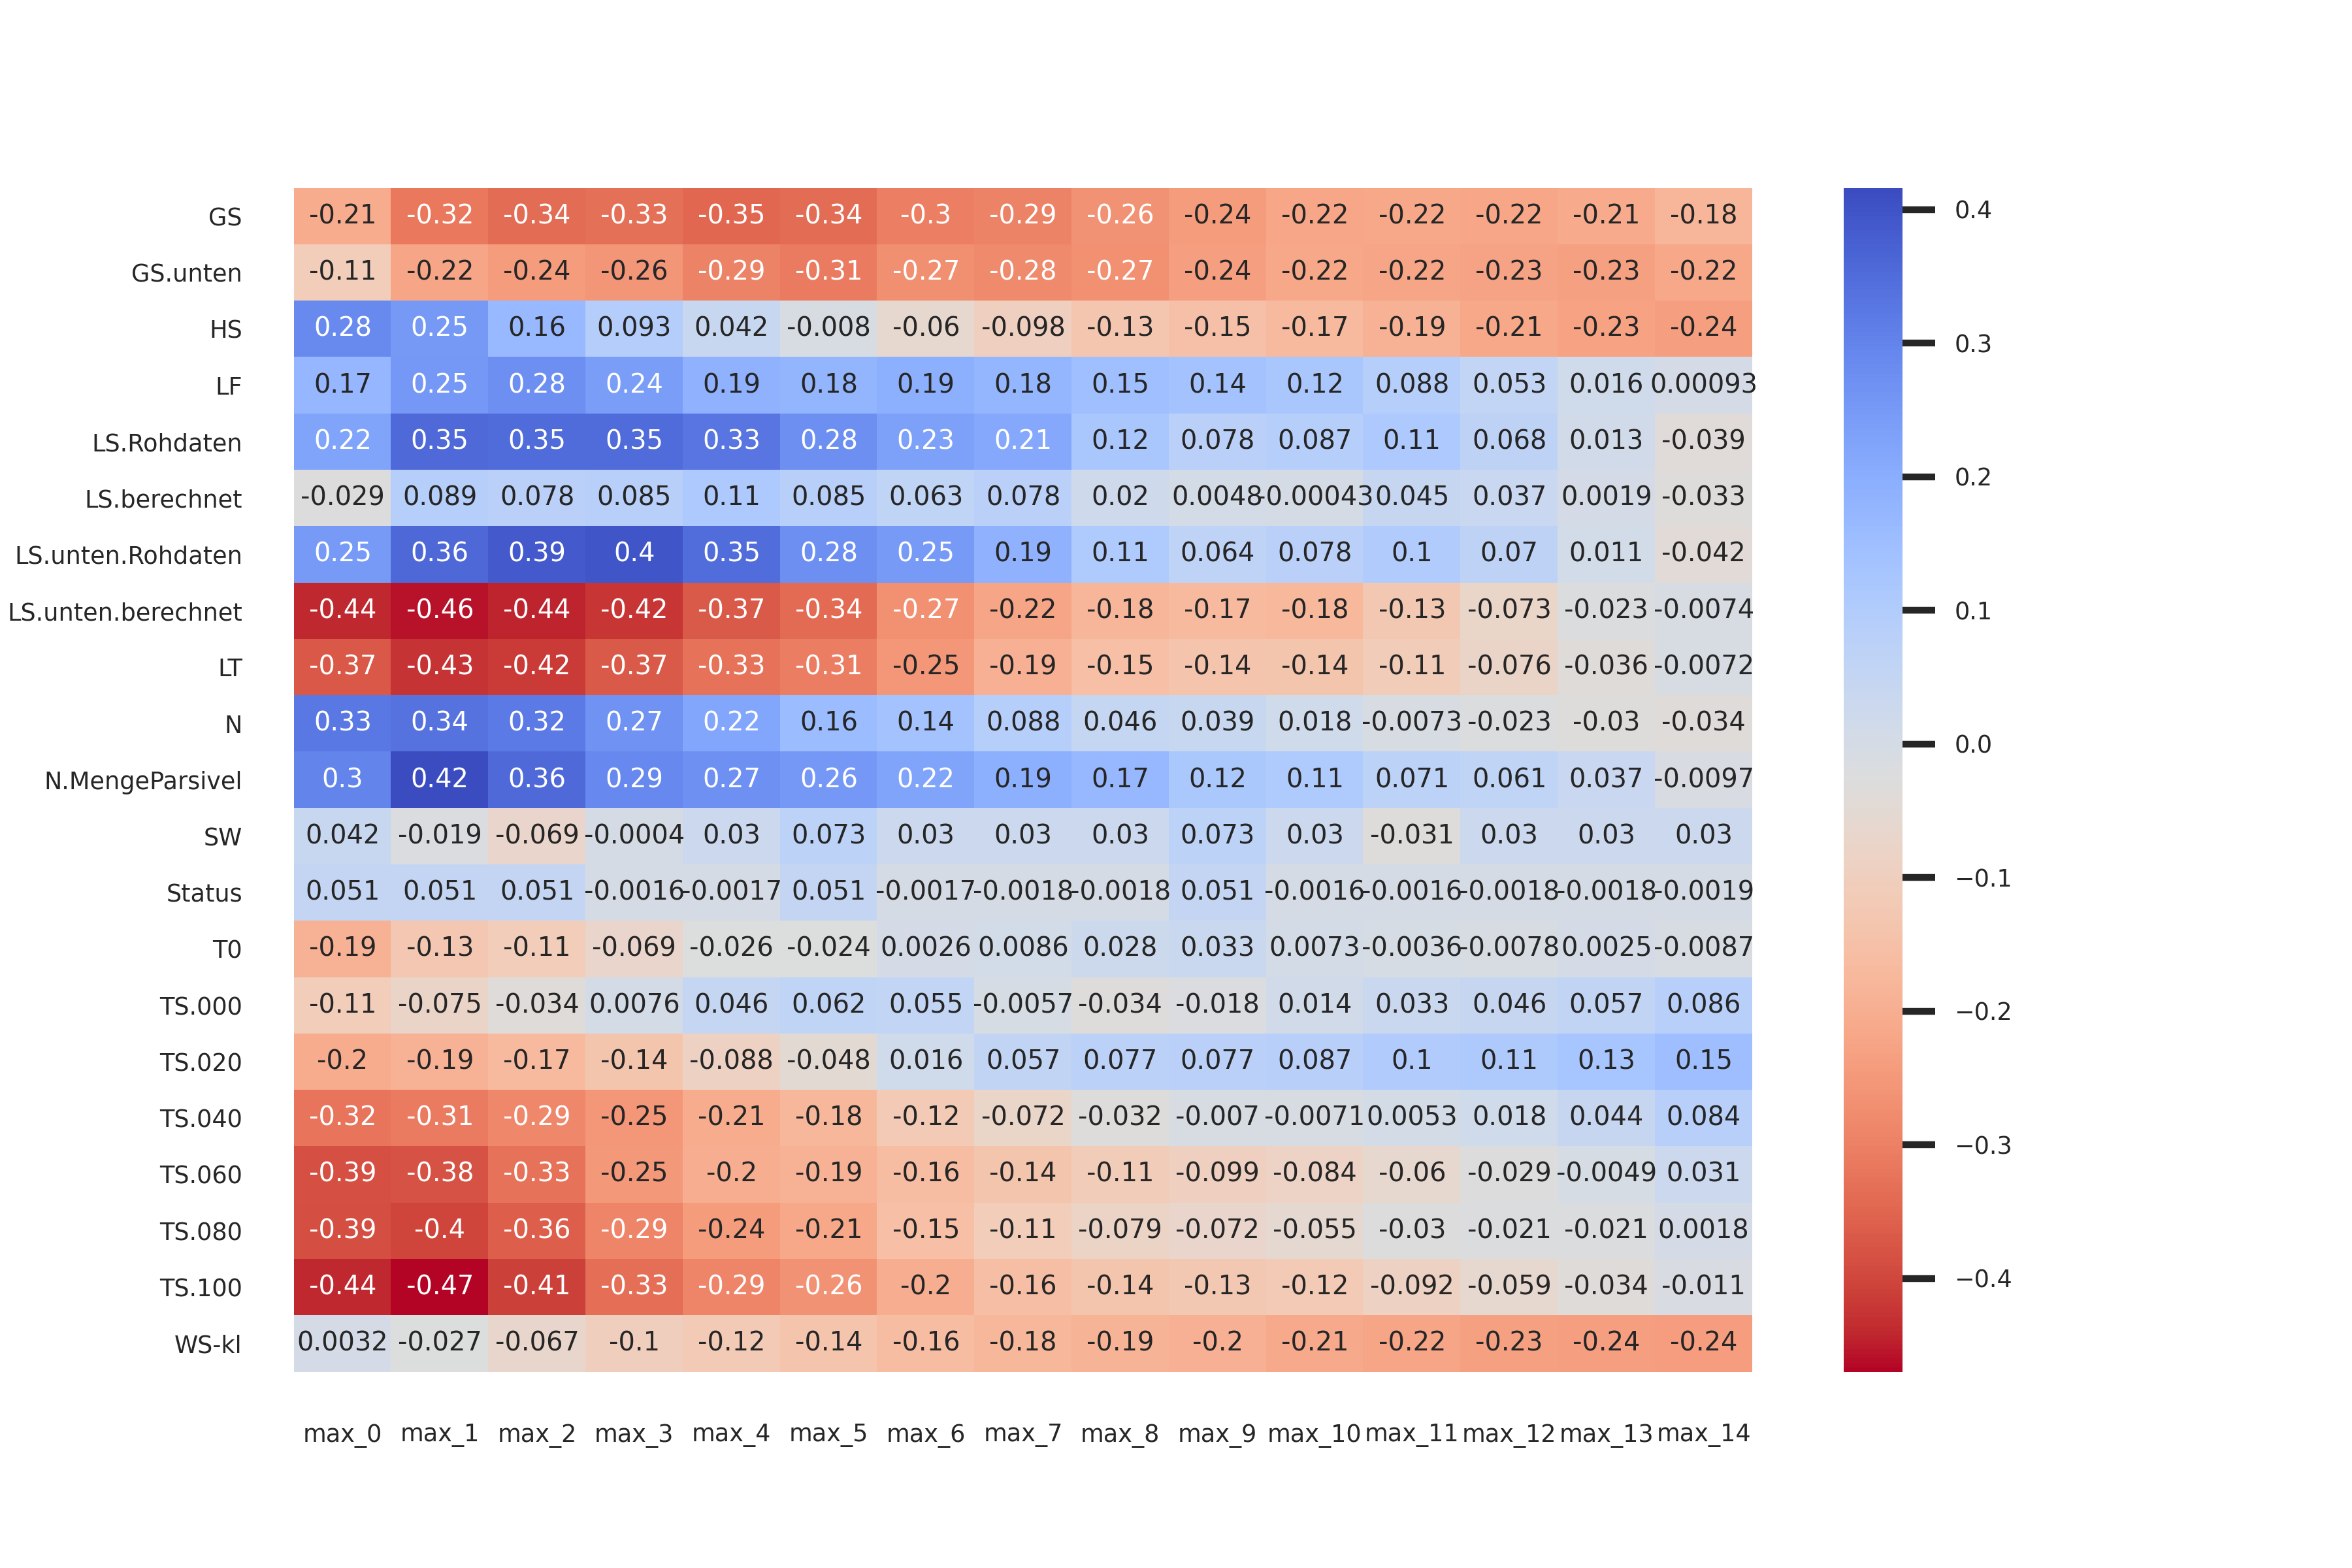 GS -0.21 -0.32 -0.34 -0.33 -0.35 -0.34 -0.3 -0.29 -0.26 -0.24 -0.22 -0.22 -0.22 -0.21 -0.18 0.4
GS.unten -0.11 -0.22 -0.24 -0.26 -0.29 -0.31 -0.27 -0.28 -0.27 -0.24 -0.22 -0.22 -0.23 -0.23 -0.22
HS 0.28 0.25 0.16 0.093 0.042 -0.008 -0.06 -0.098 -0.13 -0.15 -0.17 -0.19 -0.21 -0.23 -0.24 0.3
LF 0.17 0.25 0.28 0.24 0.19 0.18 0.19 0.18 0.15 0.14 0.12 0.088 0.053 0.016 0.00093
LS.Rohdaten 0.22 0.35 0.35 0.35 0.33 0.28 0.23 0.21 0.12 0.078 0.087 0.11 0.068 0.013 -0.039 0.2
LS.berechnet -0.029 0.089 0.078 0.085 0.11 0.085 0.063 0.078 0.02 0.0048 -0.00043 0.045 0.037 0.0019 -0.033
LS.unten.Rohdaten 0.25 0.36 0.39 0.4 0.35 0.28 0.25 0.19 0.11 0.064 0.078 0.1 0.07 0.011 -0.042
LS.unten.berechnet -0.44 -0.46 -0.44 -0.42 -0.37 -0.34 -0.27 -0.22 -0.18 -0.17 -0.18 -0.13 -0.073 -0.023 -0.0074 0.1
LT -0.37 -0.43 -0.42 -0.37 -0.33 -0.31 -0.25 -0.19 -0.15 -0.14 -0.14 -0.11 -0.076 -0.036 -0.0072
N 0.33 0.34 0.32 0.27 0.22 0.16 0.14 0.088 0.046 0.039 0.018 -0.0073 -0.023 -0.03 -0.034 0.0
N.MengeParsivel 0.3 0.42 0.36 0.29 0.27 0.26 0.22 0.19 0.17 0.12 0.11 0.071 0.061 0.037 -0.0097
SW 0.042 -0.019 -0.069 -0.0004 0.03 0.073 0.03 0.03 0.03 0.073 0.03 -0.031 0.03 0.03 0.03
Status 0.051 0.051 0.051 -0.0016 -0.0017 0.051 -0.0017 -0.0018 -0.0018 0.051 -0.0016 -0.0016 -0.0018 -0.0018 -0.0019 −0.1
T0 -0.19 -0.13 -0.11 -0.069 -0.026 -0.024 0.0026 0.0086 0.028 0.033 0.0073 -0.0036 -0.0078 0.0025 -0.0087
TS.000 -0.11 -0.075 -0.034 0.0076 0.046 0.062 0.055 -0.0057 -0.034 -0.018 0.014 0.033 0.046 0.057 0.086 −0.2
TS.020 -0.2 -0.19 -0.17 -0.14 -0.088 -0.048 0.016 0.057 0.077 0.077 0.087 0.1 0.11 0.13 0.15
TS.040 -0.32 -0.31 -0.29 -0.25 -0.21 -0.18 -0.12 -0.072 -0.032 -0.007 -0.0071 0.0053 0.018 0.044 0.084 −0.3
TS.060 -0.39 -0.38 -0.33 -0.25 -0.2 -0.19 -0.16 -0.14 -0.11 -0.099 -0.084 -0.06 -0.029 -0.0049 0.031
TS.080 -0.39 -0.4 -0.36 -0.29 -0.24 -0.21 -0.15 -0.11 -0.079 -0.072 -0.055 -0.03 -0.021 -0.021 0.0018
TS.100 -0.44 -0.47 -0.41 -0.33 -0.29 -0.26 -0.2 -0.16 -0.14 -0.13 -0.12 -0.092 -0.059 -0.034 -0.011 −0.4
WS-kl 0.0032 -0.027 -0.067 -0.1 -0.12 -0.14 -0.16 -0.18 -0.19 -0.2 -0.21 -0.22 -0.23 -0.24 -0.24
max_0 max_1 max_2 max_3 max_4 max_5 max_6 max_7 max_8 max_9 max_10 max_11 max_12 max_13 max_14